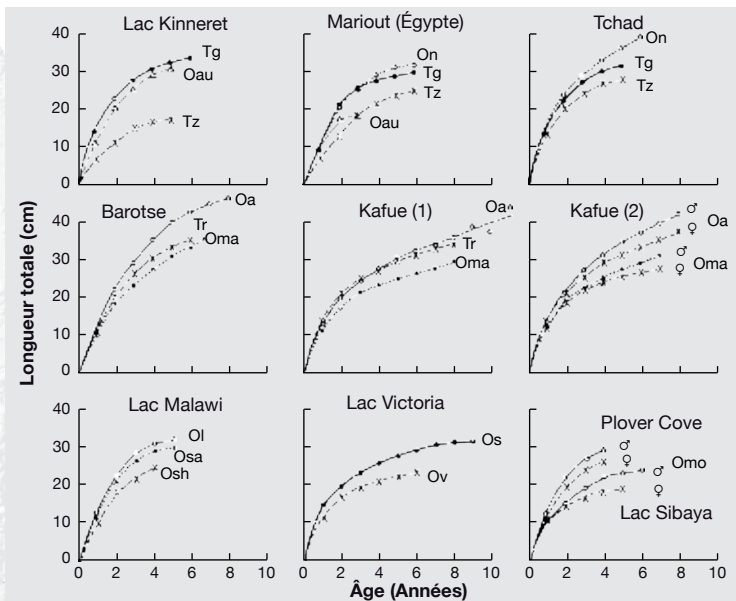 Lac Kinneret
Mariout (Égypte)
Tchad
40
30
20
10
0
Tg
Oau
Tz
On
Tg
Tz
Oau
On
Tg
Tz
Longueur totale (cm)
Barotse
Kafue (1)
Kafue (2)
40
30
20
10
0
Oa
Tr
Oma
Oa
Tr
Oma
♂
Oa
♀
♂
Oma
♀
Lac Malawi
Lac Victoria
Plover Cove
40
30
20
10
0
Ol
Osa
Osh
Os
Ov
♂
♀
Omo
♂
♀
Lac Sibaya
0 2 4 6 8 10
0 2 4 6 8 10
0 2 4 6 8 10
Âge (Années)